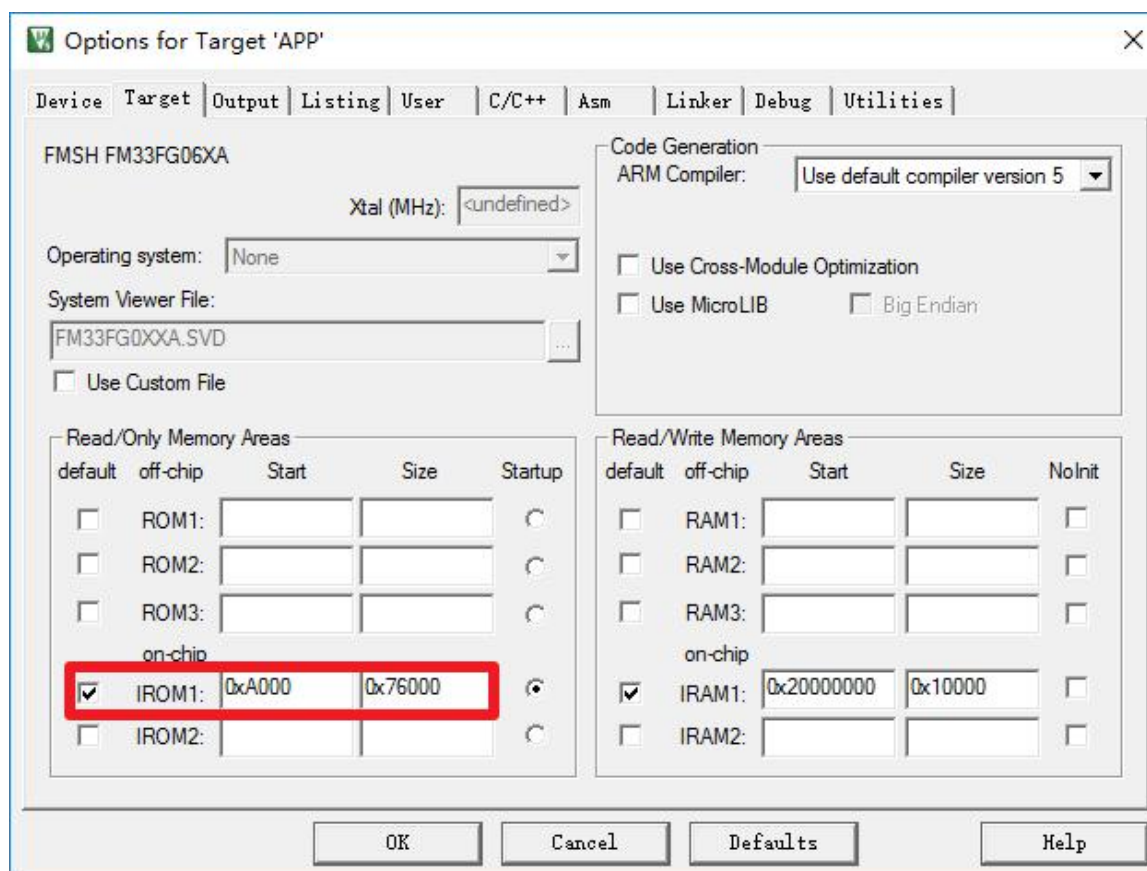 Options for Target 'APP'
Device Target Output Listing User C/C++ Asm Linker Debug Utilities
FMSH FM33FG06XA
Xtal (MHz): <undefined>
Operating system: None
System Viewer File:
FM33FG0XXA.SVD ...
Use Custom File
Code Generation
ARM Compiler: Use default compiler version 5
Use Cross-Module Optimization
Use MicroLIB Big Endian
Read/Only Memory Areas
default off-chip Start Size Startup
ROM1:
ROM2:
ROM3:
on-chip
IROM1: 0xA000 0x76000
IROM2:
Read/Write Memory Areas
default off-chip Start Size NoInit
RAM1:
RAM2:
RAM3:
on-chip
IRAM1: 0x20000000 0x10000
IRAM2:
OK Cancel Defaults Help